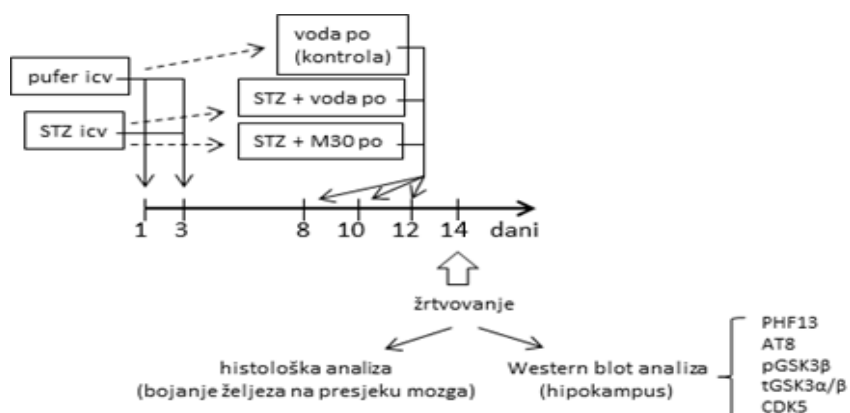 voda po
(kontrola)
pufer icv
STZ + voda po
STZ icv
STZ + M30 po
1 3 8 10 12 14 dani
žrtvovanje
histološka analiza
(bojanje željeza na presjeku mozga)
Western blot analiza
(hipokampus)
PHF13
AT8
pGSK3β
tGSK3α/β
CDK5